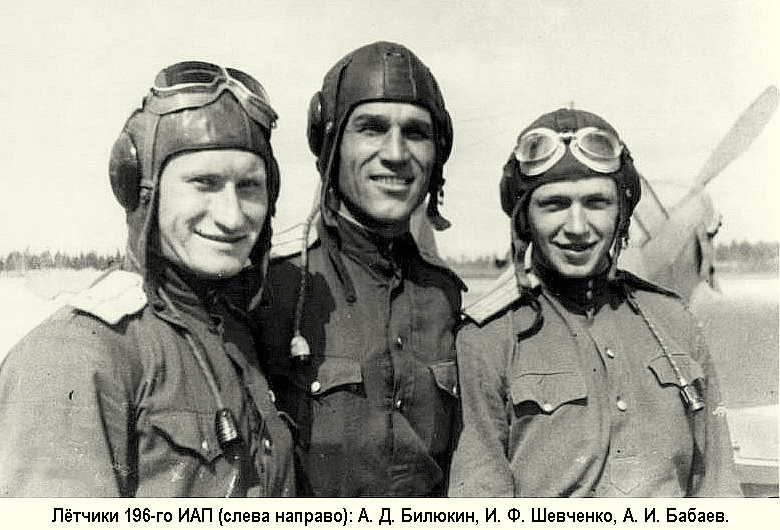 Лётчики 196-го ИАП (слева направо): А. Д. Билюкин, И. Ф. Шевченко, А. И. Бабаев.